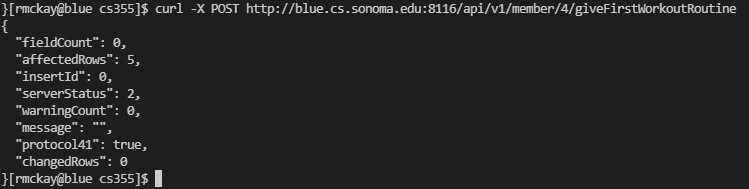 }[rmckay@blue cs355]$ curl -X POST http://blue.cs.sonoma.edu:8116/api/v1/member/4/giveFirstWorkoutRoutine
{
  "fieldCount": 0,
  "affectedRows": 5,
  "insertId": 0,
  "serverStatus": 2,
  "warningCount": 0,
  "message": "",
  "protocol41": true,
  "changedRows": 0
}[rmckay@blue cs355]$